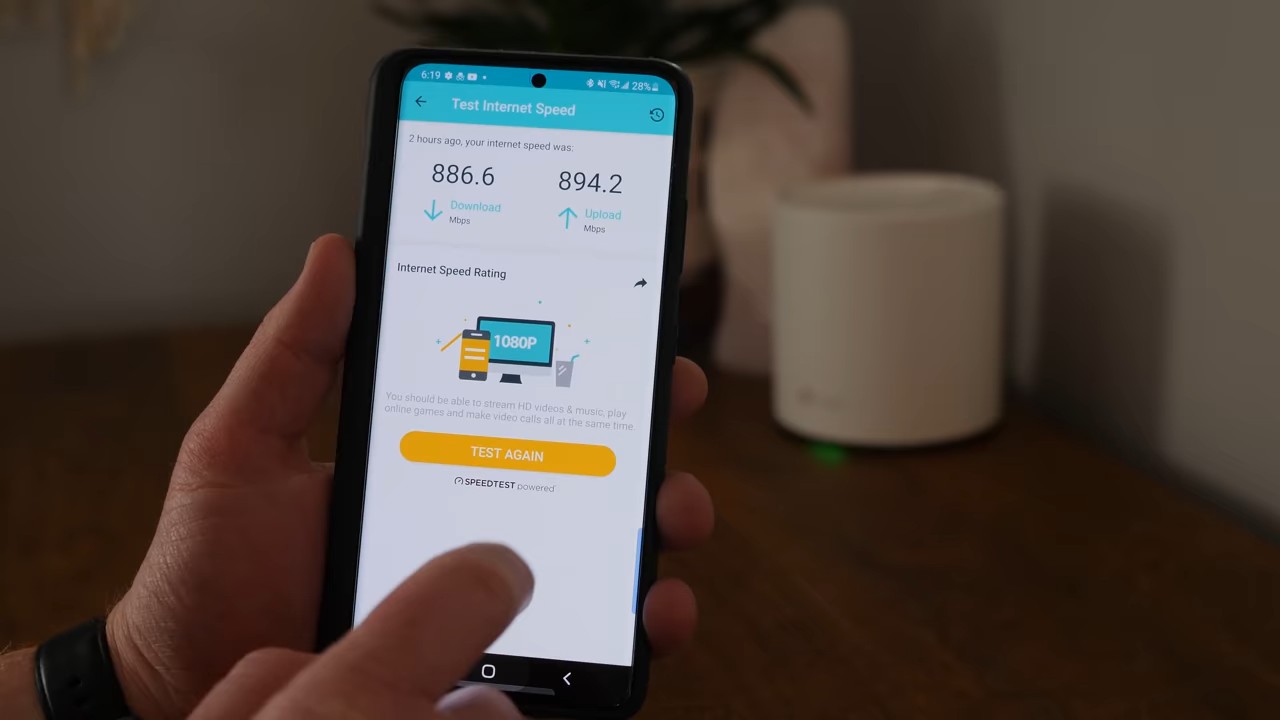 6:19
28%
Test Internet Speed
2 hours ago, your internet speed was:
886.6
894.2
Download
Mbps
Upload
Mbps
Internet Speed Rating
1080P
You should be able to stream HD videos & music, play
online games and make video calls all at the same time.
TEST AGAIN
SPEEDTEST powered